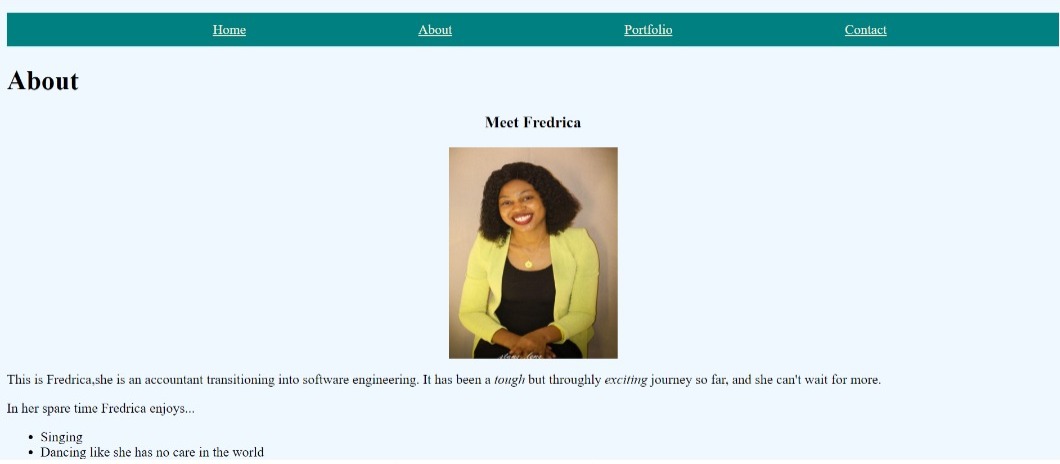 Home About Portfolio Contact
About
Meet Fredrica
This is Fredrica,she is an accountant transitioning into software engineering. It has been a tough but throughly exciting journey so far, and she can't wait for more.
In her spare time Fredrica enjoys...
• Singing
• Dancing like she has no care in the world